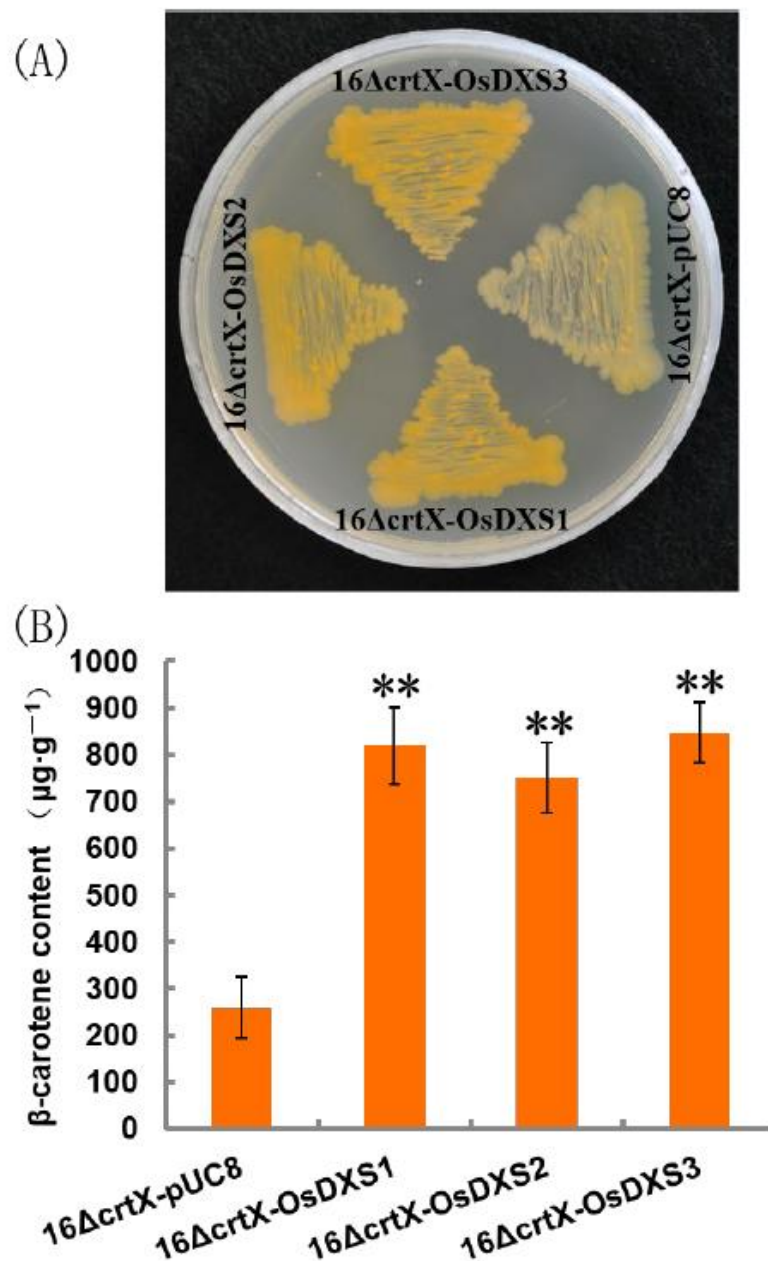 (A)
16ΔcrtX-OsDXS3
16ΔcrtX-OsDXS2
16ΔcrtX-pUC8
16ΔcrtX-OsDXS1
(B)
β-carotene content (μg·g⁻¹)
1000
900
800
700
600
500
400
300
200
100
0
**
**
**
16ΔcrtX-pUC8
16ΔcrtX-OsDXS1
16ΔcrtX-OsDXS2
16ΔcrtX-OsDXS3